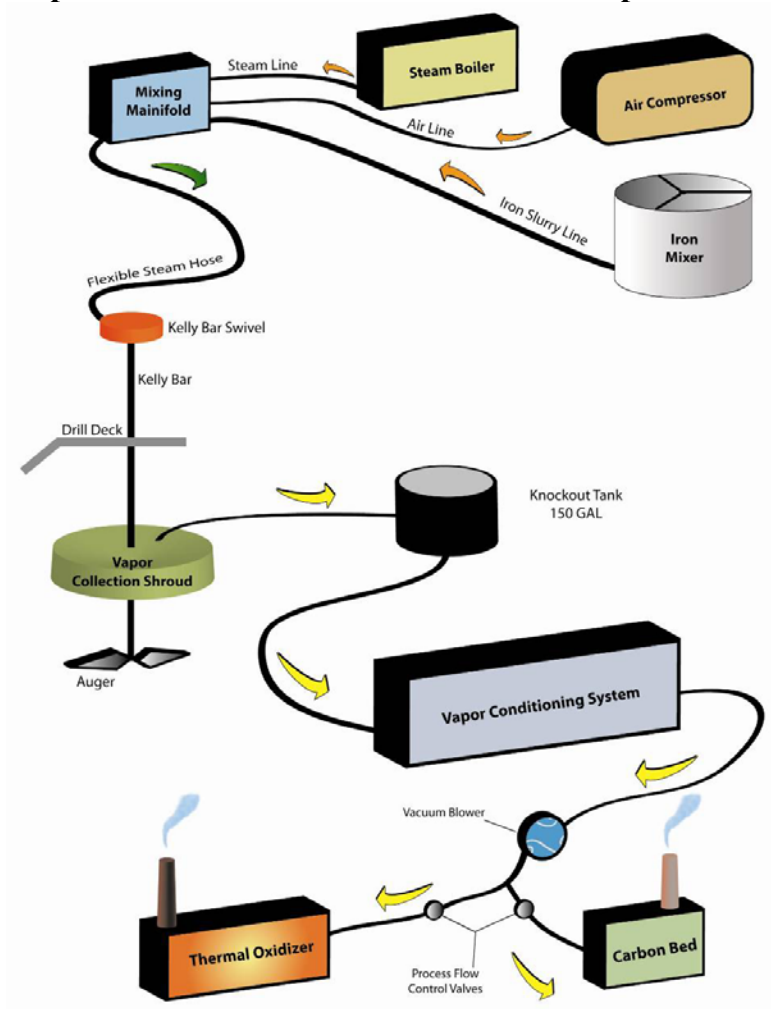 Steam Line
Steam Boiler
Mixing
Mainifold
Air Compressor
Air Line
Iron Slurry Line
Iron
Mixer
Flexible Steam Hose
Kelly Bar Swivel
Kelly Bar
Drill Deck
Knockout Tank
150 GAL
Vapor
Collection Shroud
Auger
Vapor Conditioning System
Vacuum Blower
Thermal Oxidizer
Carbon Bed
Process Flow
Control Valves